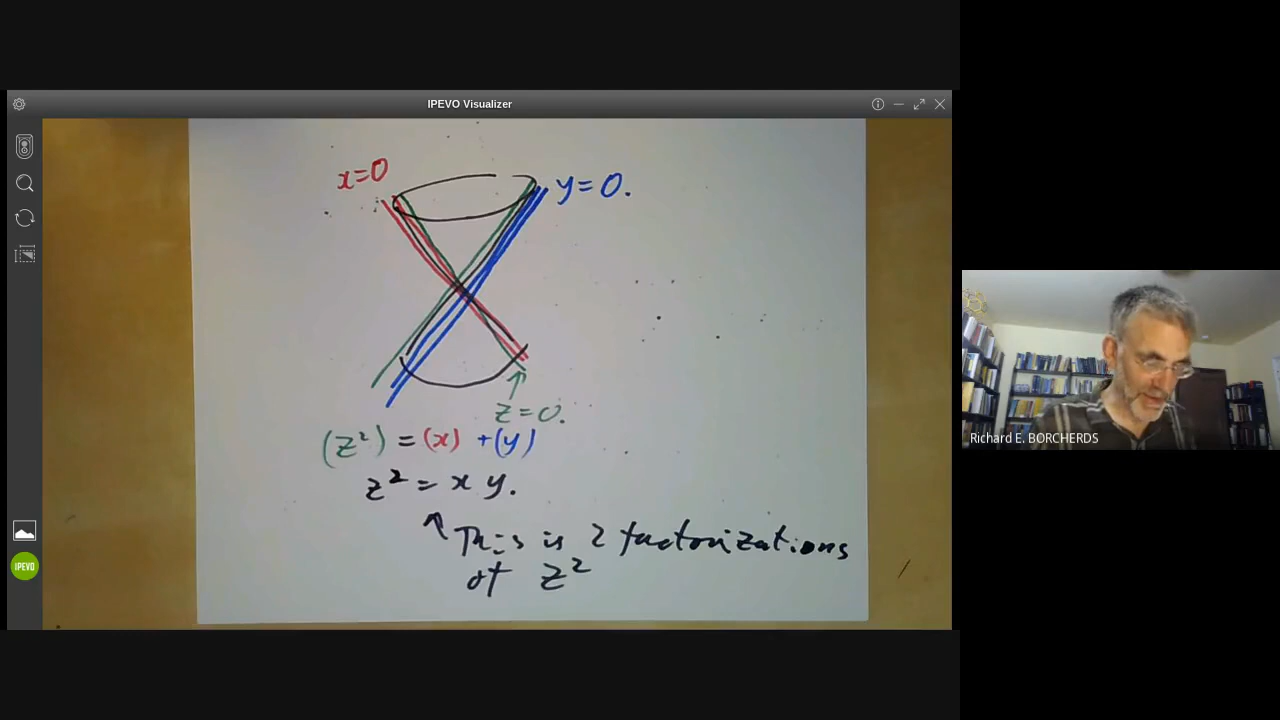 IPEVO Visualizer
x=0
y=0.
z=0.
(z²) = (x) + (y)
z² = x y.
↑ This is 2 factorizations
of z²
IPEVO
Richard E. BORCHERDS